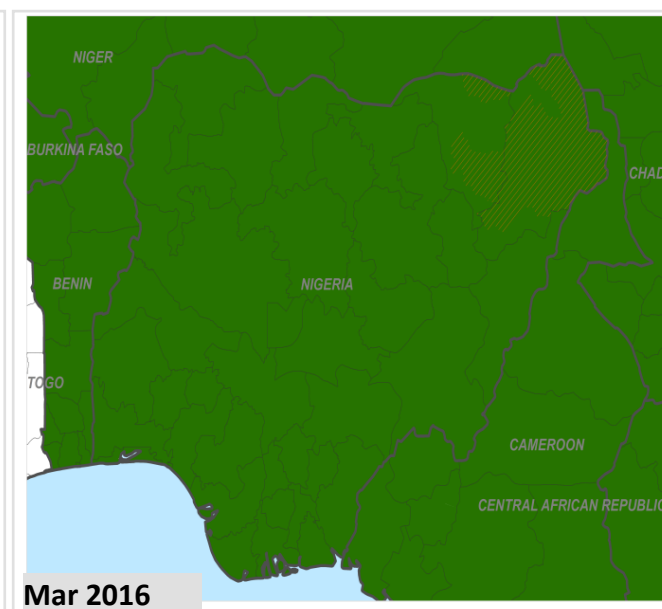 NIGER
BURKINA FASO
CHAD
BENIN
NIGERIA
TOGO
CAMEROON
CENTRAL AFRICAN REPUBLIC
Mar 2016